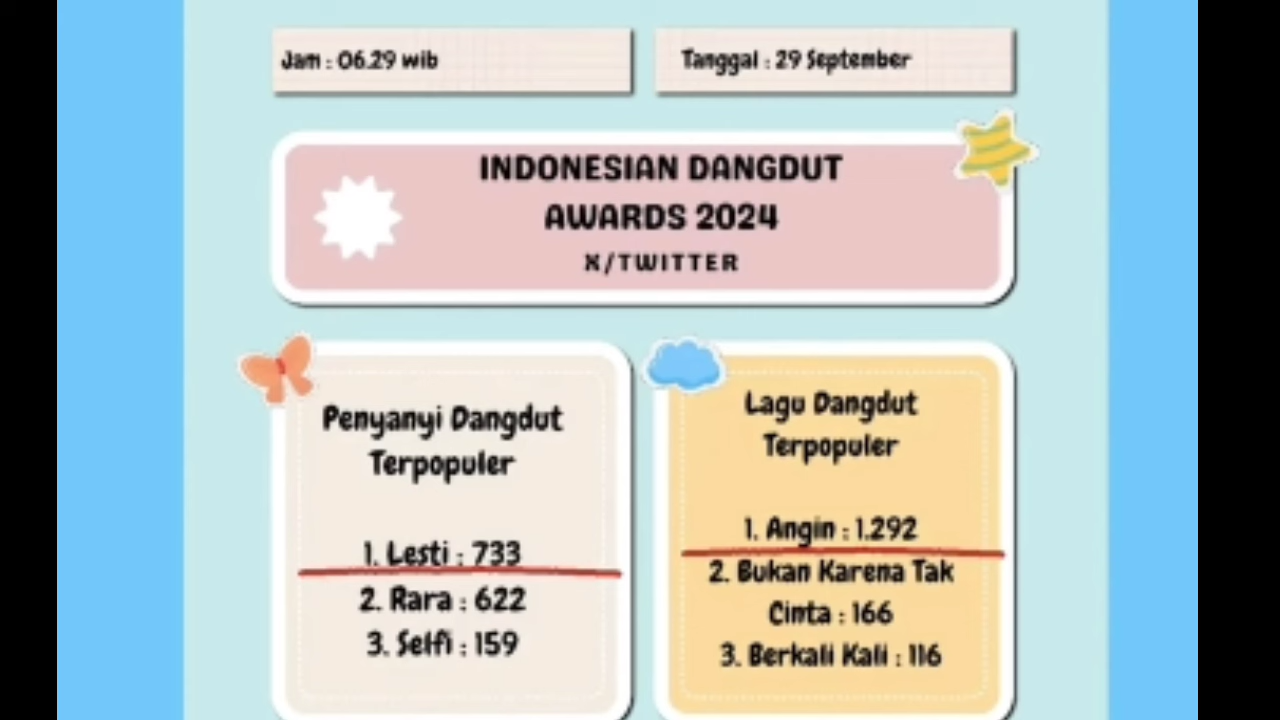 Jam : 06.29 wib
Tanggal : 29 September
INDONESIAN DANGDUT
AWARDS 2024
X/TWITTER
Penyanyi Dangdut
Terpopuler
1. Lesti : 733
2. Rara : 622
3. Selfi : 159
Lagu Dangdut
Terpopuler
1. Angin : 1.292
2. Bukan Karena Tak
Cinta : 166
3. Berkali Kali : 116